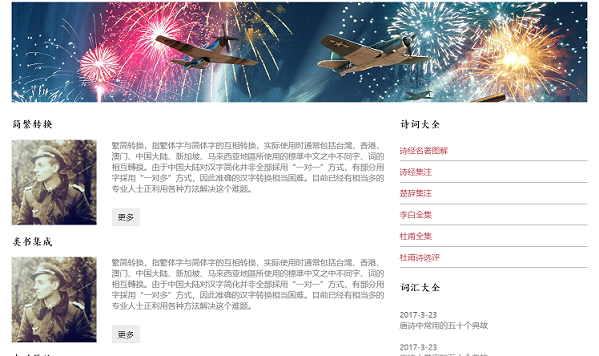 简繁转换
繁简转换，指繁体字与简体字的互相转换，实际使用时通常包括台灣、香港、
澳门、中国大陆、新加坡、马来西亚地區所使用的標準中文之中不同字、词的
相互轉換。由于中国大陆对汉字简化并非全部採用“一对一”方式，有部分用
字採用“一对多”方式，因此准确的汉字转换相当困难。目前已经有相当多的
专业人士正利用各种方法解决这个难题。
更多
类书集成
繁简转换，指繁体字与简体字的互相转换，实际使用时通常包括台灣、香港、
澳门、中国大陆、新加坡、马来西亚地區所使用的標準中文之中不同字、词的
相互轉換。由于中国大陆对汉字简化并非全部採用“一对一”方式，有部分用
字採用“一对多”方式，因此准确的汉字转换相当困难。目前已经有相当多的
专业人士正利用各种方法解决这个难题。
更多
诗词大全
诗经名著图解
诗经集注
楚辞集注
李白全集
杜甫全集
杜甫诗选评
词汇大全
2017-3-23
唐诗中常用的五十个典故
2017-3-23